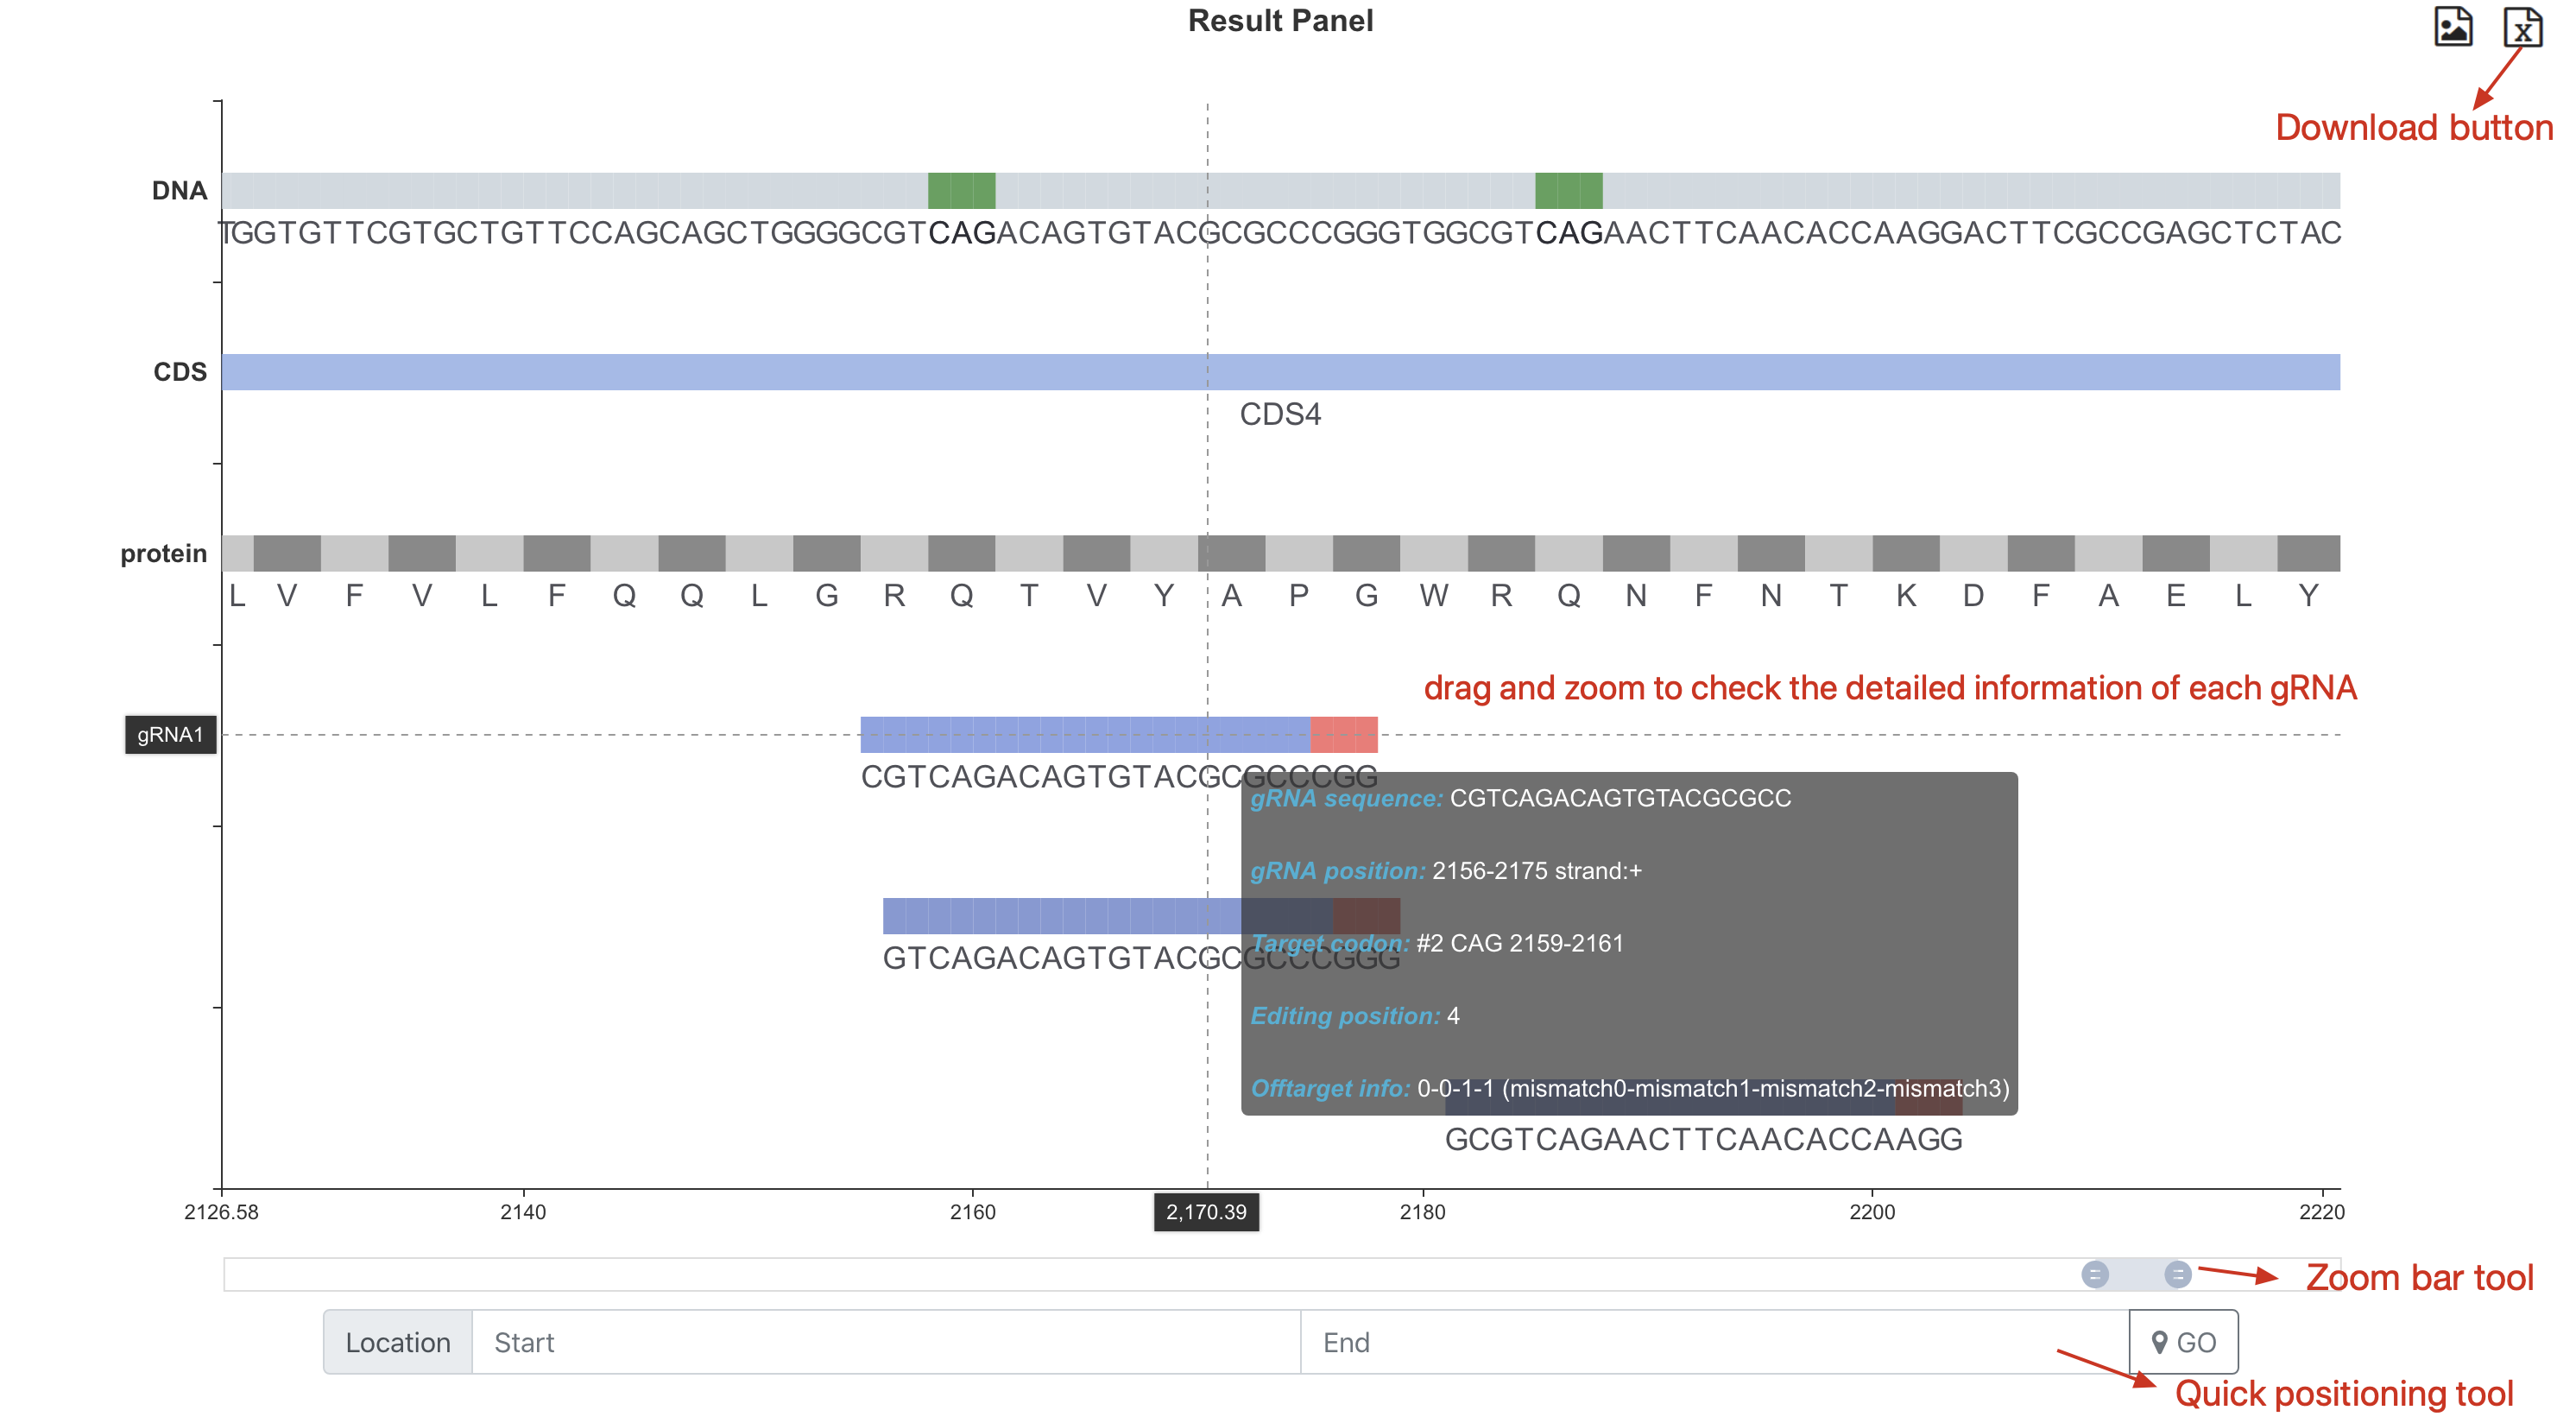 Result Panel
Download button
DNA
TGGTGTTCGTGCTGTTCCAGCAGCTGGGGCGTCAGACAGTGTACGCGCCCGGGTGGCGTCAGAACTTCAACACCAAGGACTTCGCCGAGCTCTAC
CDS
CDS4
protein
L V F V L F Q Q L G R Q T V Y A P G W R Q N F N T K D F A E L Y
drag and zoom to check the detailed information of each gRNA
gRNA1
CGTCAGACAGTGTACGCGCCCGG
gRNA sequence: CGTCAGACAGTGTACGCGCC
gRNA position: 2156-2175 strand:+
Target codon: #2 CAG 2159-2161
GTCAGACAGTGTACGCGCCCGGG
Editing position: 4
Offtarget info: 0-0-1-1 (mismatch0-mismatch1-mismatch2-mismatch3)
GCGTCAGAACTTCAACACCAAGG
2126.58 2140 2160 2,170.39 2180 2200 2220
Zoom bar tool
Location Start End GO
Quick positioning tool